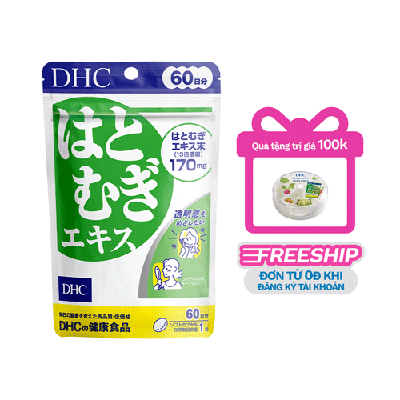 DHC
60日分
はとむぎ
エキス
はとむぎ
エキス末
170mg
透明感を
めざしたい
DHC
DHCの健康食品
60日分
Quà tặng trị giá 100k
DHC
FREESHIP
ĐƠN TỪ 0Đ KHI
ĐĂNG KÝ TÀI KHOẢN